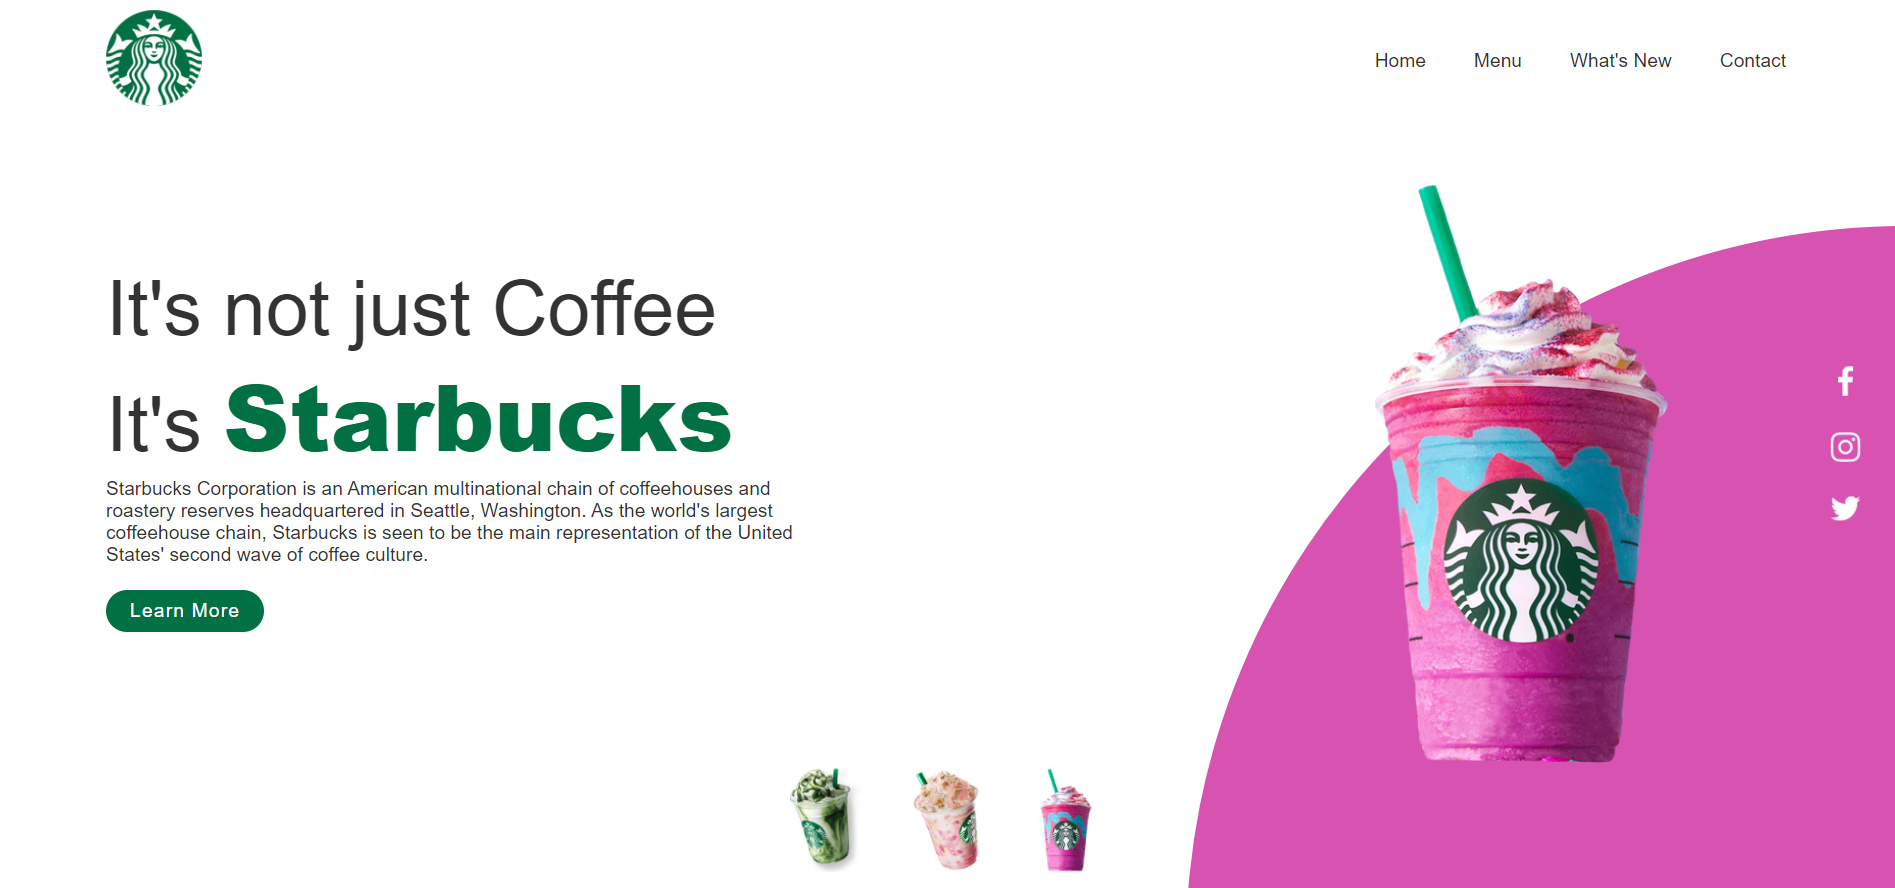 Home Menu What's New Contact
It's not just Coffee
It's Starbucks
Starbucks Corporation is an American multinational chain of coffeehouses and
roastery reserves headquartered in Seattle, Washington. As the world's largest
coffeehouse chain, Starbucks is seen to be the main representation of the United
States' second wave of coffee culture.
Learn More